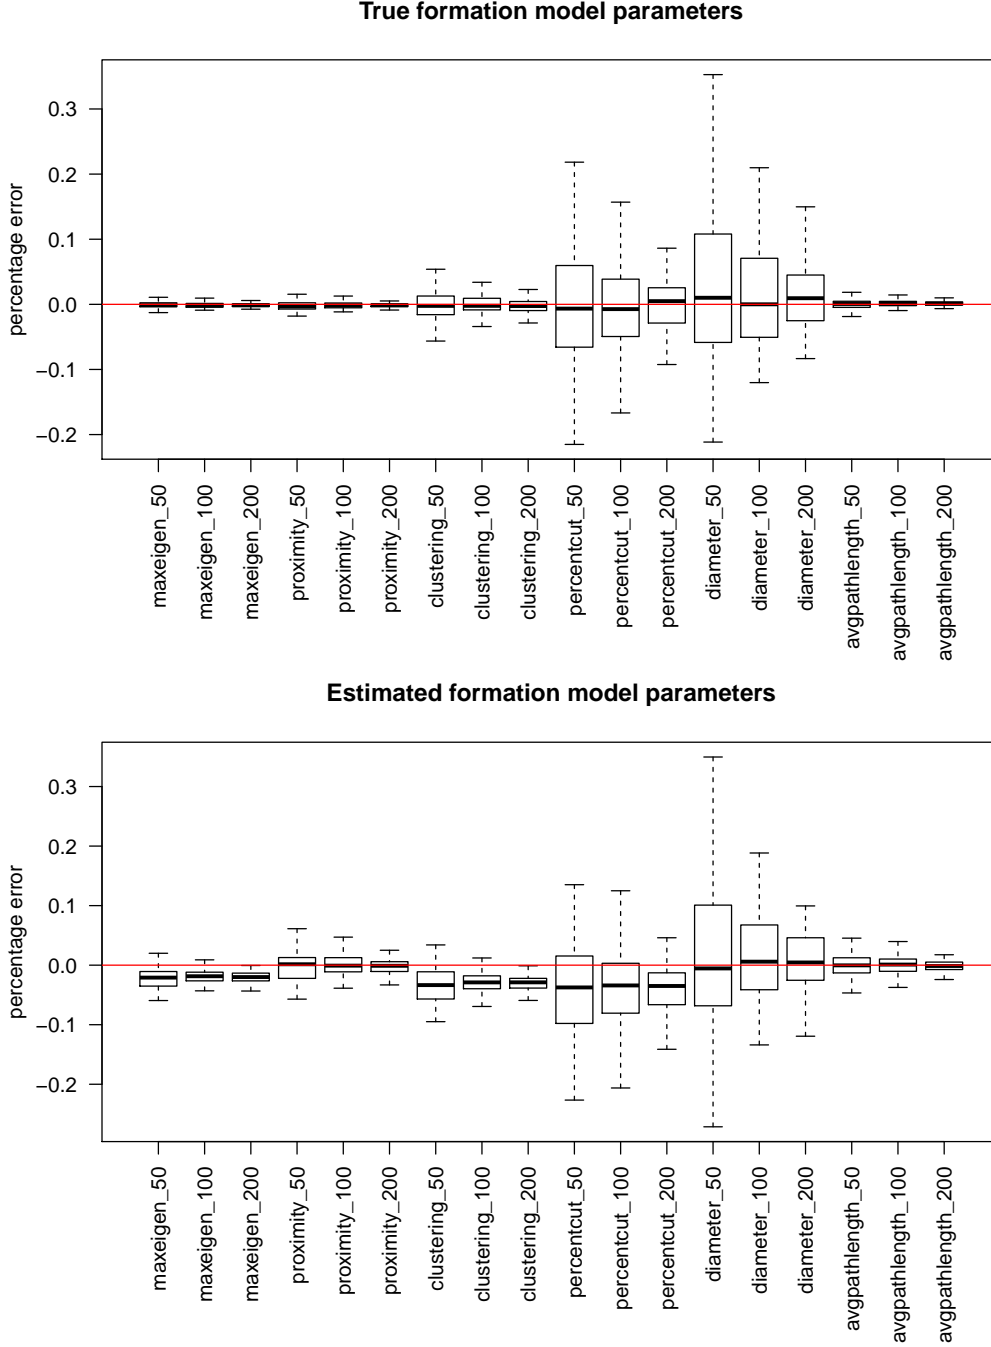 True formation model parameters
percentage error
0.3
0.2
0.1
0.0
−0.1
−0.2
maxeigen_50
maxeigen_100
maxeigen_200
proximity_50
proximity_100
proximity_200
clustering_50
clustering_100
clustering_200
percentcut_50
percentcut_100
percentcut_200
diameter_50
diameter_100
diameter_200
avgpathlength_50
avgpathlength_100
avgpathlength_200
Estimated formation model parameters
percentage error
0.3
0.2
0.1
0.0
−0.1
−0.2
maxeigen_50
maxeigen_100
maxeigen_200
proximity_50
proximity_100
proximity_200
clustering_50
clustering_100
clustering_200
percentcut_50
percentcut_100
percentcut_200
diameter_50
diameter_100
diameter_200
avgpathlength_50
avgpathlength_100
avgpathlength_200